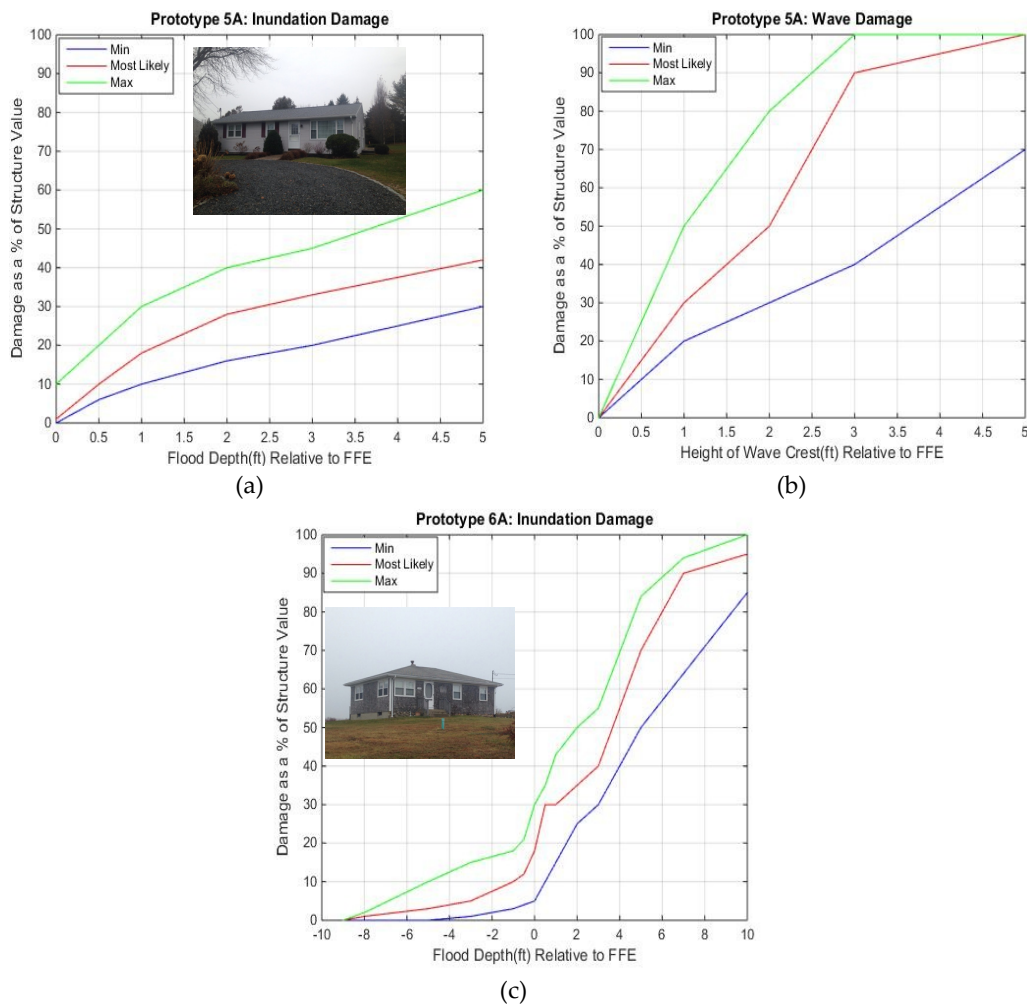 Prototype 5A: Inundation Damage
Min
Most Likely
Max
Damage as a % of Structure Value
100
90
80
70
60
50
40
30
20
10
0
0 0.5 1 1.5 2 2.5 3 3.5 4 4.5 5
Flood Depth(ft) Relative to FFE
(a)
Prototype 5A: Wave Damage
Min
Most Likely
Max
Damage as a % of Structure Value
100
90
80
70
60
50
40
30
20
10
0
0 0.5 1 1.5 2 2.5 3 3.5 4 4.5 5
Height of Wave Crest(ft) Relative to FFE
(b)
Prototype 6A: Inundation Damage
Min
Most Likely
Max
Damage as a % of Structure Value
100
90
80
70
60
50
40
30
20
10
0
-10 -8 -6 -4 -2 0 2 4 6 8 10
Flood Depth(ft) Relative to FFE
(c)